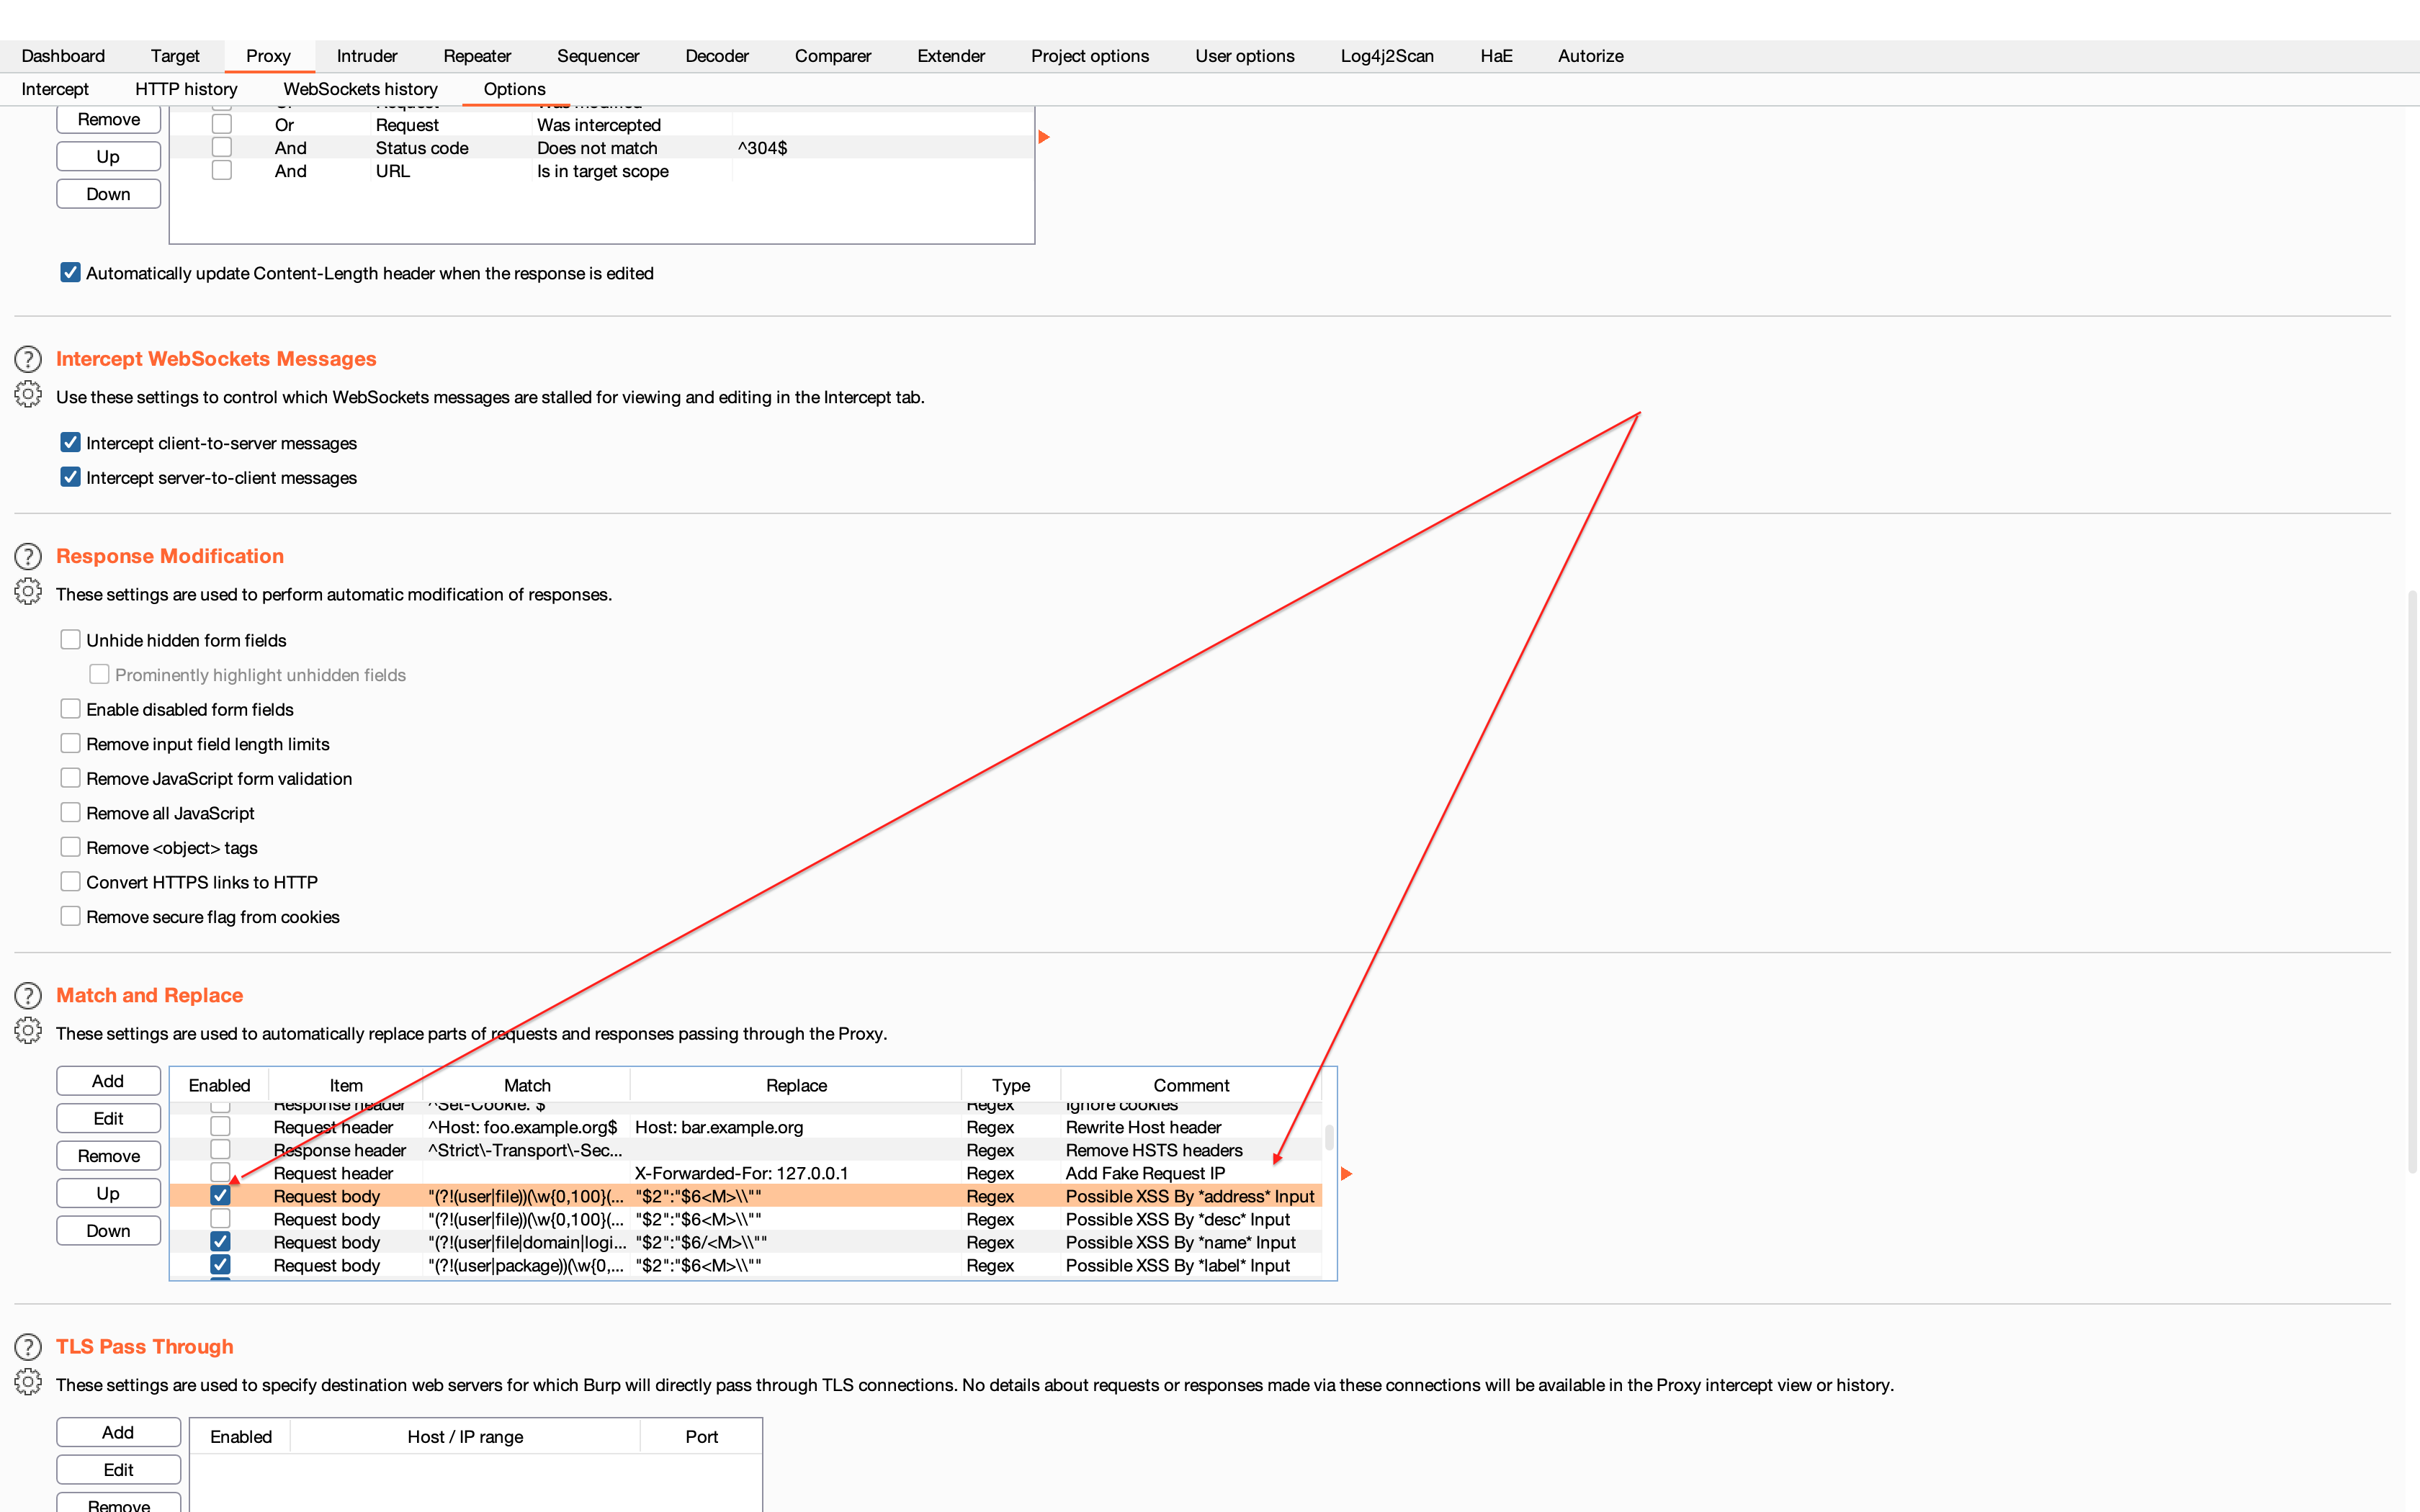 Dashboard Target Proxy Intruder Repeater Sequencer Decoder Comparer Extender Project options User options Log4j2Scan HaE Autorize
Intercept HTTP history WebSockets history Options
Remove
Or Request Was modified
Or Request Was intercepted
Up
And Status code Does not match ^304$
And URL Is in target scope
Down
Automatically update Content-Length header when the response is edited
? Intercept WebSockets Messages
Use these settings to control which WebSockets messages are stalled for viewing and editing in the Intercept tab.
Intercept client-to-server messages
Intercept server-to-client messages
? Response Modification
These settings are used to perform automatic modification of responses.
Unhide hidden form fields
Prominently highlight unhidden fields
Enable disabled form fields
Remove input field length limits
Remove JavaScript form validation
Remove all JavaScript
Remove <object> tags
Convert HTTPS links to HTTP
Remove secure flag from cookies
? Match and Replace
These settings are used to automatically replace parts of requests and responses passing through the Proxy.
Add
Edit
Remove
Up
Down
Enabled Item Match Replace Type Comment
Response header ^Set-Cookie.*$ Regex Ignore cookies
Request header ^Host: foo.example.org$ Host: bar.example.org Regex Rewrite Host header
Response header ^Strict\-Transport\-Sec... Regex Remove HSTS headers
Request header X-Forwarded-For: 127.0.0.1 Regex Add Fake Request IP
Request body "(?!(user|file))(\w{0,100}(... "$2":"$6<M>\\"" Regex Possible XSS By *address* Input
Request body "(?!(user|file))(\w{0,100}(... "$2":"$6<M>\\"" Regex Possible XSS By *desc* Input
Request body "(?!(user|file|domain|logi... "$2":"$6/<M>\\"" Regex Possible XSS By *name* Input
Request body "(?!(user|package))(\w{0,... "$2":"$6<M>\\"" Regex Possible XSS By *label* Input
? TLS Pass Through
These settings are used to specify destination web servers for which Burp will directly pass through TLS connections. No details about requests or responses made via these connections will be available in the Proxy intercept view or history.
Add
Edit
Remove
Enabled Host / IP range Port